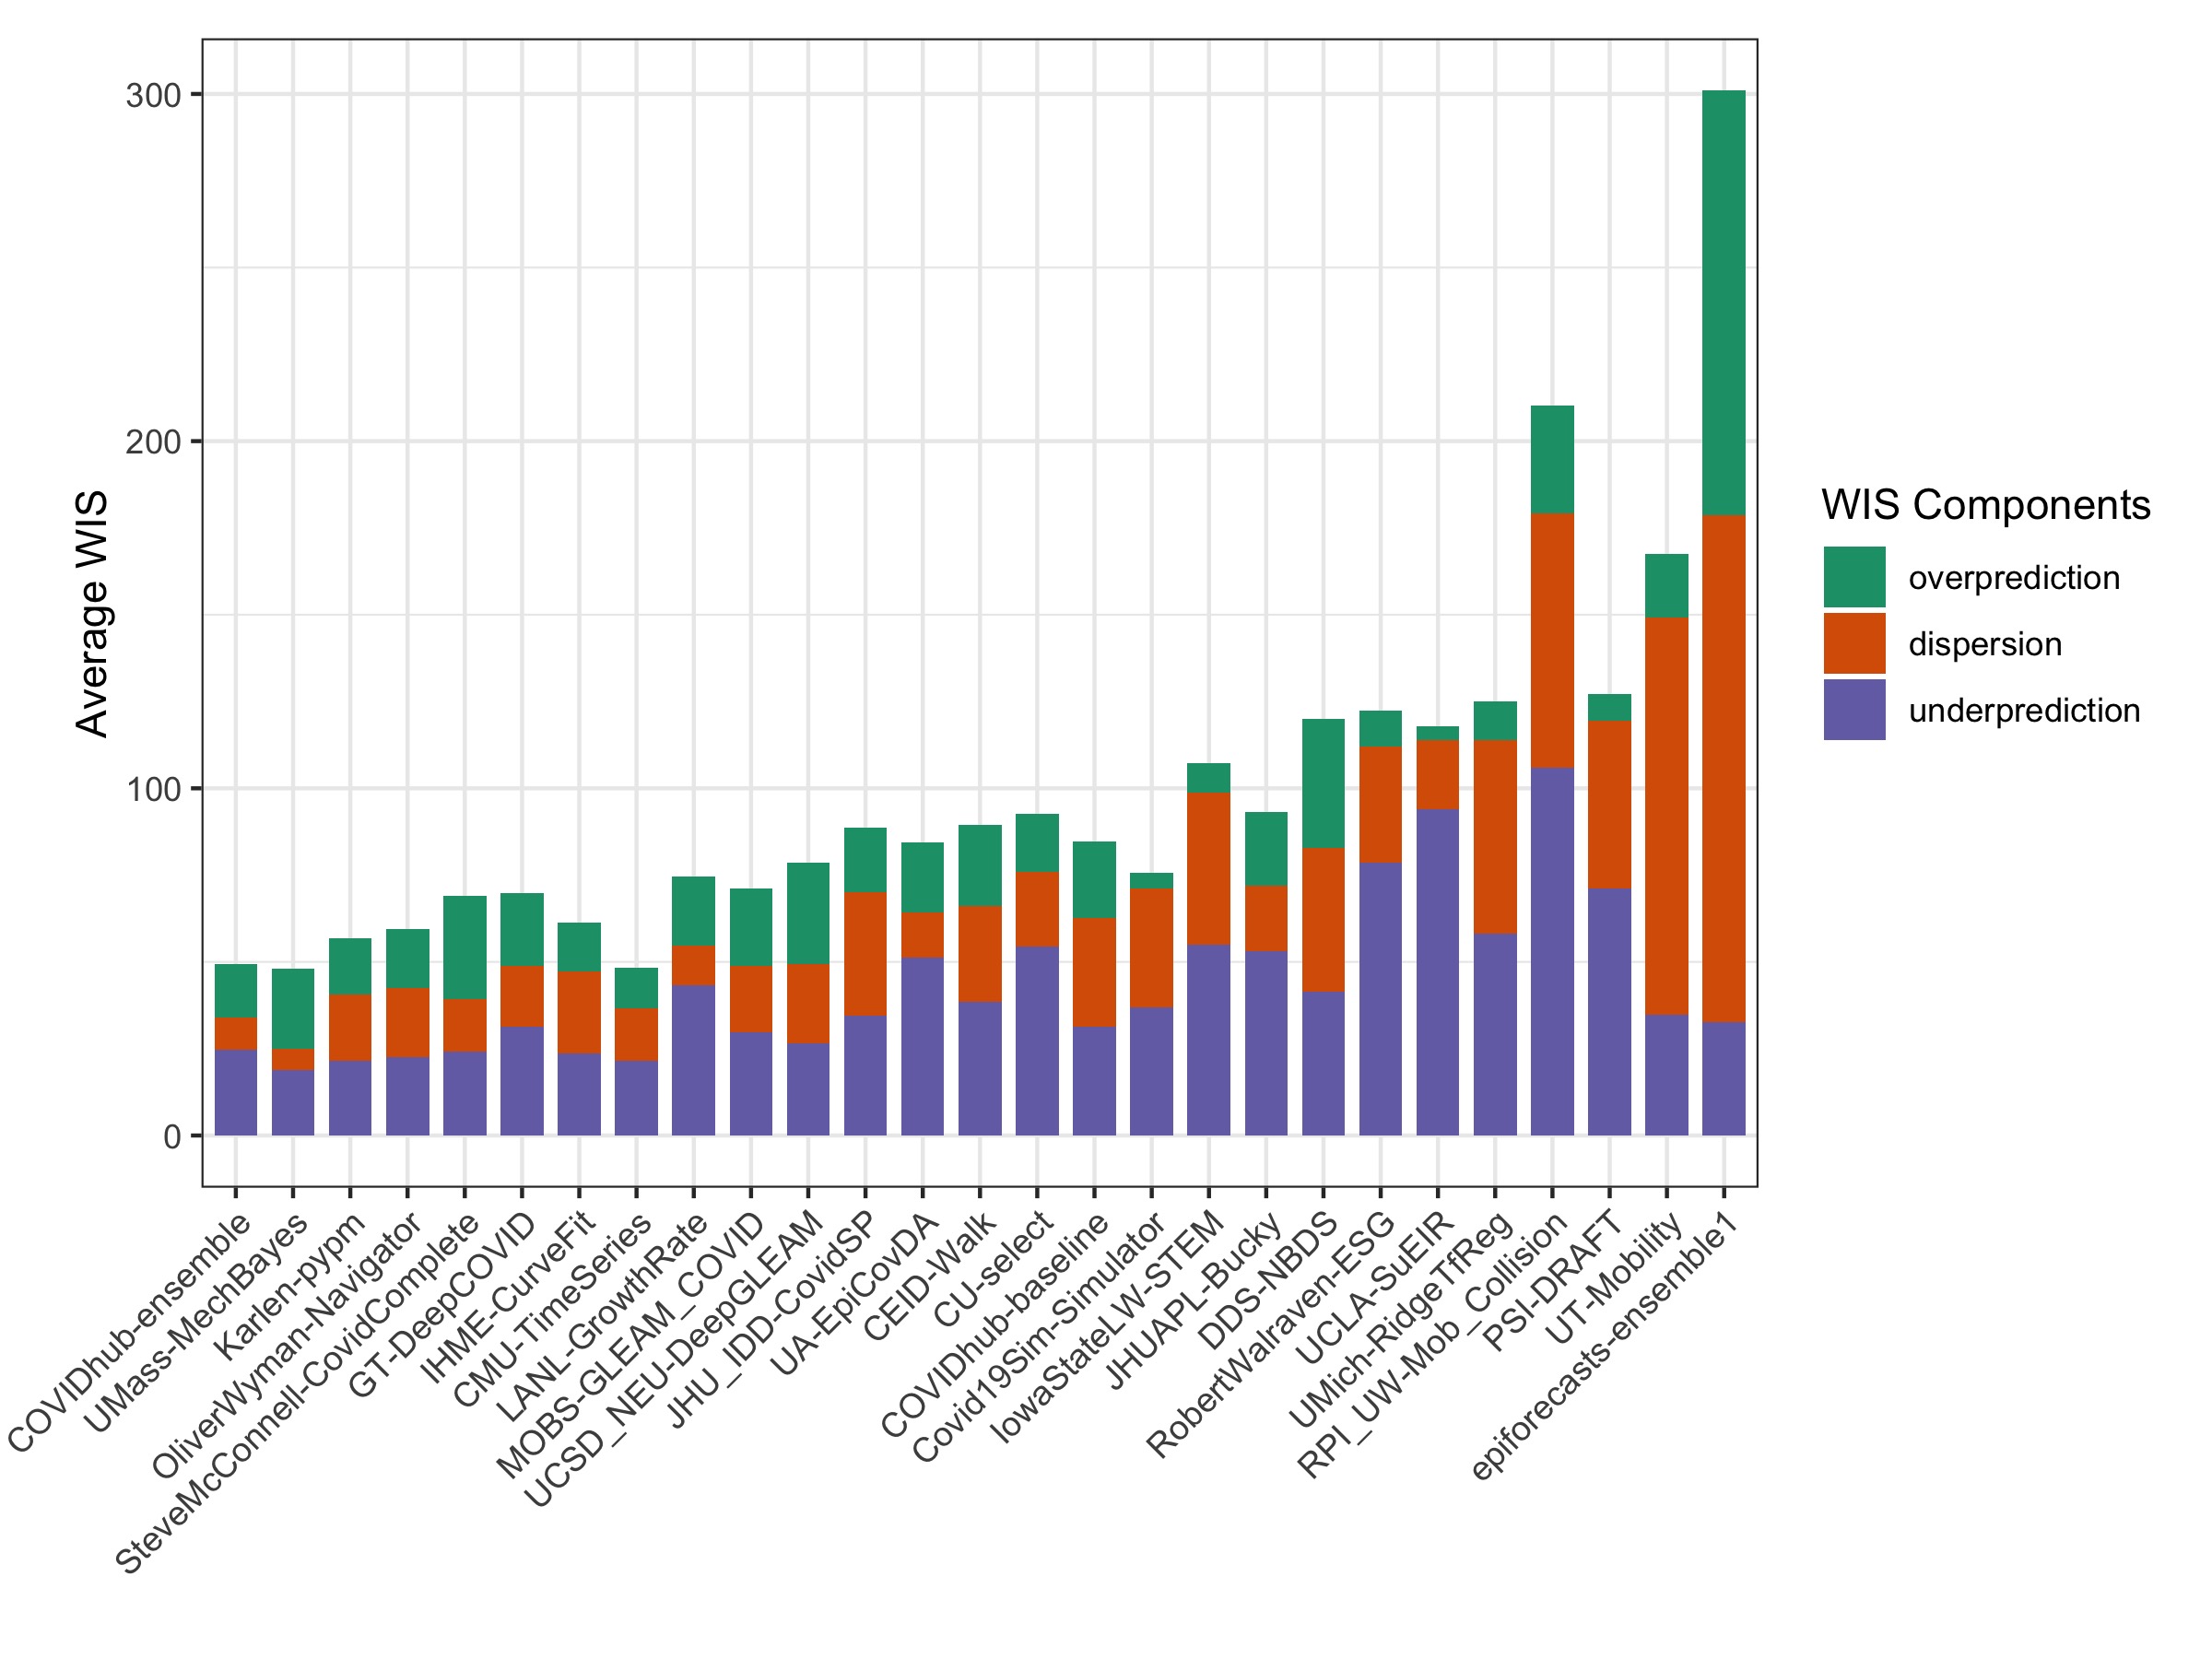 Average WIS
300
200
100
0
COVIDhub-ensemble
UMass-MechBayes
Karlen-pypm
OliverWyman-Navigator
SteveMcConnell-CovidComplete
GT-DeepCOVID
IHME-CurveFit
CMU-TimeSeries
LANL-GrowthRate
MOBS-GLEAM_COVID
UCSD_NEU-DeepGLEAM
JHU_IDD-CovidSP
UA-EpiCovDA
CEID-Walk
CU-select
COVIDhub-baseline
Covid19Sim-Simulator
IowaStateLW-STEM
JHUAPL-Bucky
DDS-NBDS
RobertWalraven-ESG
UCLA-SuEIR
UMich-RidgeTfReg
RPI_UW-Mob_Collision
PSI-DRAFT
UT-Mobility
epiforecasts-ensemble1
WIS Components
overprediction
dispersion
underprediction